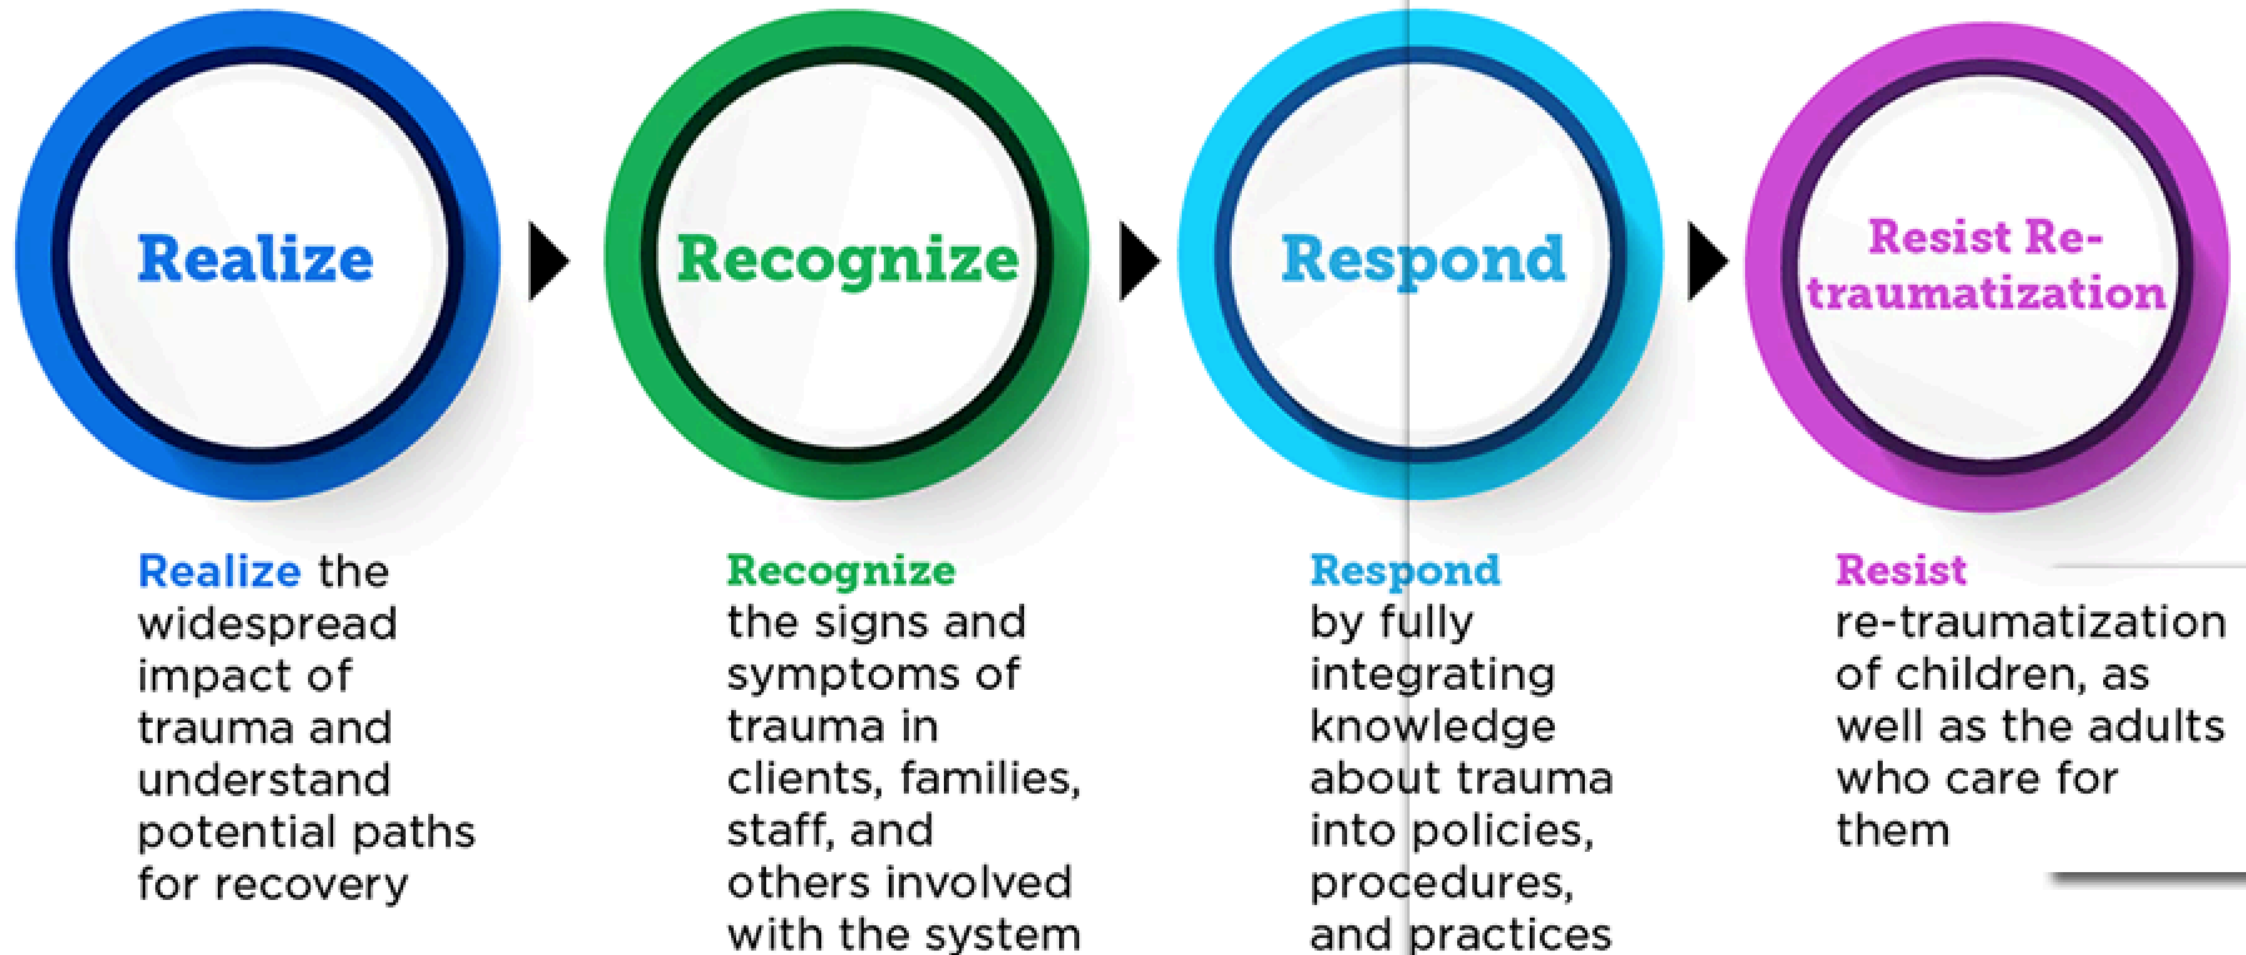 Realize
Recognize
Respond
Resist Re-
traumatization
Realize the
widespread
impact of
trauma and
understand
potential paths
for recovery
Recognize
the signs and
symptoms of
trauma in
clients, families,
staff, and
others involved
with the system
Respond
by fully
integrating
knowledge
about trauma
into policies,
procedures,
and practices
Resist
re-traumatization
of children, as
well as the adults
who care for
them